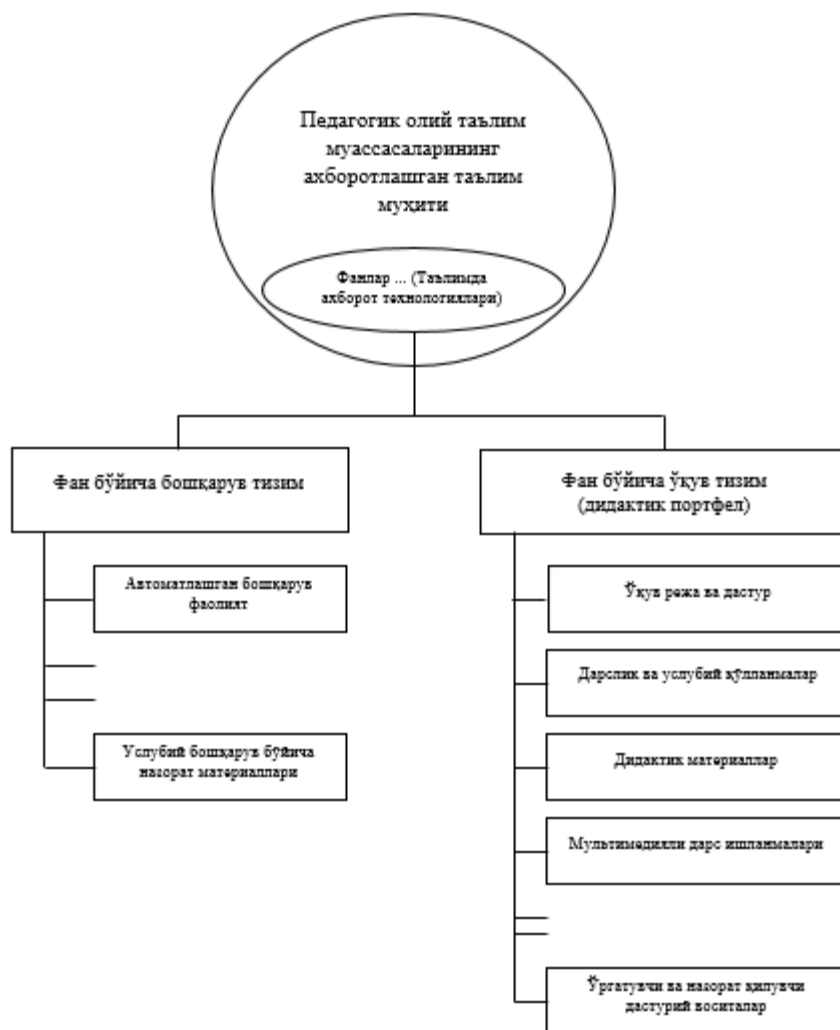 Педагогик олий таълим
муассасаларининг
ахборотлашган таълим
муҳити
Фанлар ... (Таълимда
ахборот технологиялари)
Фан бўйича бошқарув тизим
Автоматлашган бошқарув
фаолият
Услубий бошқарув бўйича
назорат материаллари
Фан бўйича ўқув тизим
(дидактик портфел)
Ўқув режа ва дастур
Дарслик ва услубий қўлланмалар
Дидактик материаллар
Мультимедияли дарс ишланмалари
Ўргатувчи ва назорат қилувчи
дастурий воситалар